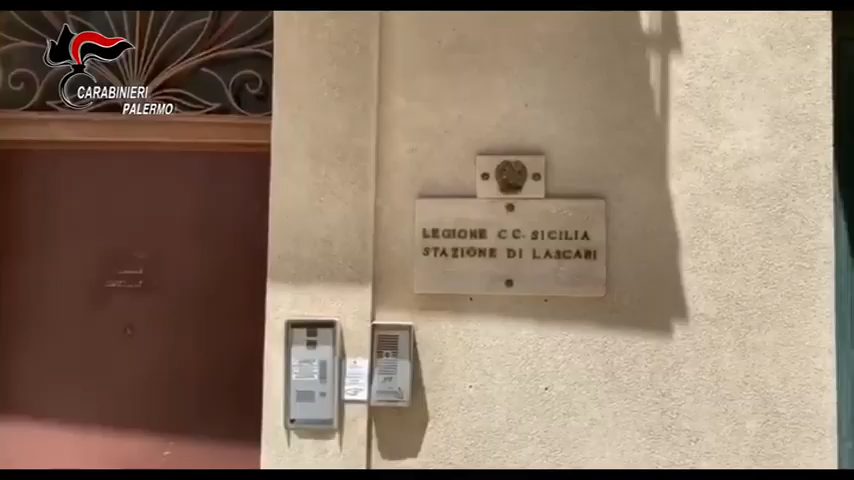 CARABINIERI
PALERMO
LEGIONE CC. SICILIA
STAZIONE DI LASCARI